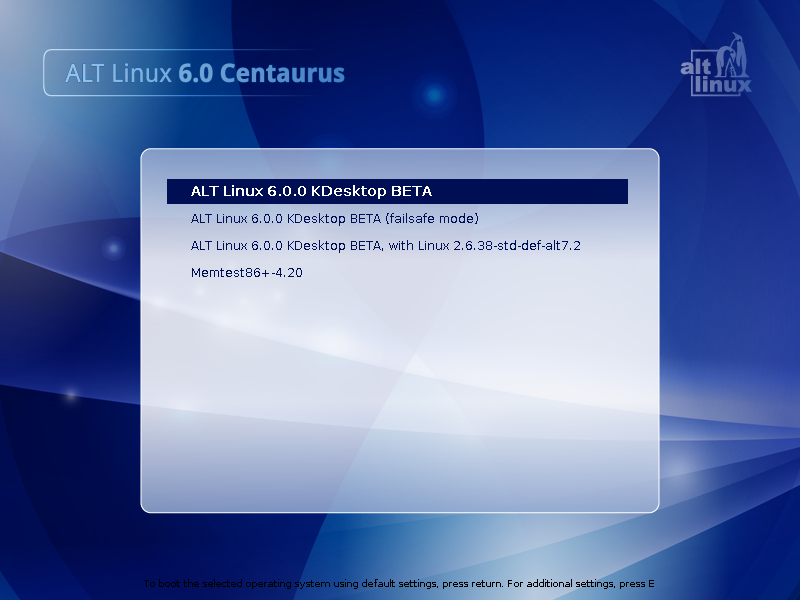 ALT Linux 6.0 Centaurus
alt
linux
ALT Linux 6.0.0 KDesktop BETA
ALT Linux 6.0.0 KDesktop BETA (failsafe mode)
ALT Linux 6.0.0 KDesktop BETA, with Linux 2.6.38-std-def-alt7.2
Memtest86+-4.20
To boot the selected operating system using default settings, press return. For additional settings, press E